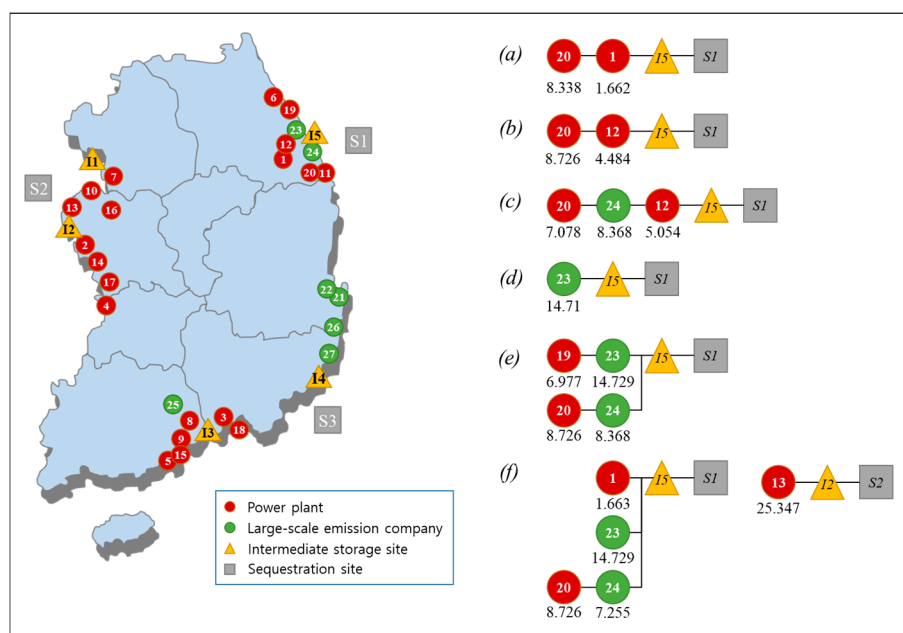 6
19
23
I5
12
24
S1
1
20
11
I1
7
S2
10
13
16
I2
2
14
17
4
22
21
26
27
I4
25
8
3
I3
18
S3
9
15
5
Power plant
Large-scale emission company
Intermediate storage site
Sequestration site
(a)
20 1 I5 S1
8.338 1.662
(b)
20 12 I5 S1
8.726 4.484
(c)
20 24 12 I5 S1
7.078 8.368 5.054
(d)
23 I5 S1
14.71
(e)
19 23 I5 S1
6.977 14.729
20 24
8.726 8.368
(f)
1 I5 S1
1.663
23
14.729
20 24
8.726 7.255
13 I2 S2
25.347